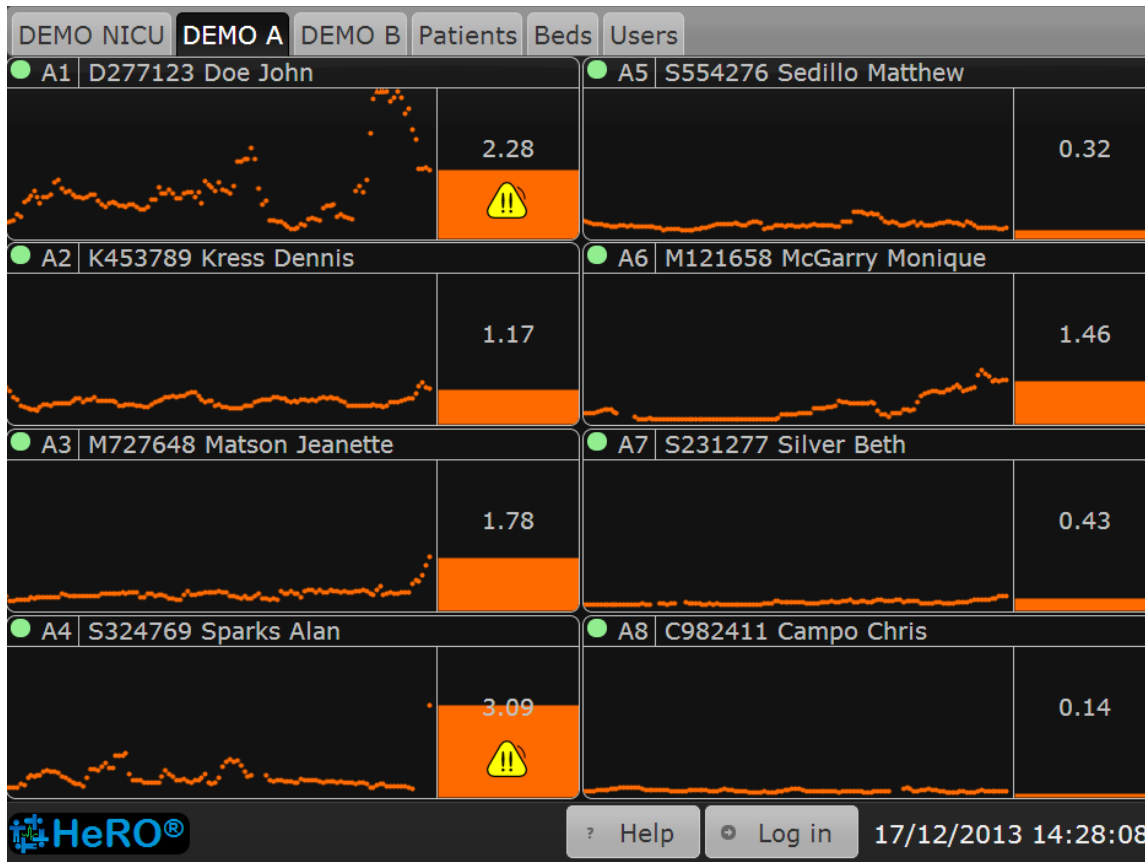 DEMO NICU DEMO A DEMO B Patients Beds Users
A1 D277123 Doe John
2.28
!!
A2 K453789 Kress Dennis
1.17
A3 M727648 Matson Jeanette
1.78
A4 S324769 Sparks Alan
3.09
!!
A5 S554276 Sedillo Matthew
0.32
A6 M121658 McGarry Monique
1.46
A7 S231277 Silver Beth
0.43
A8 C982411 Campo Chris
0.14
HeRO® ? Help Log in 17/12/2013 14:28:08